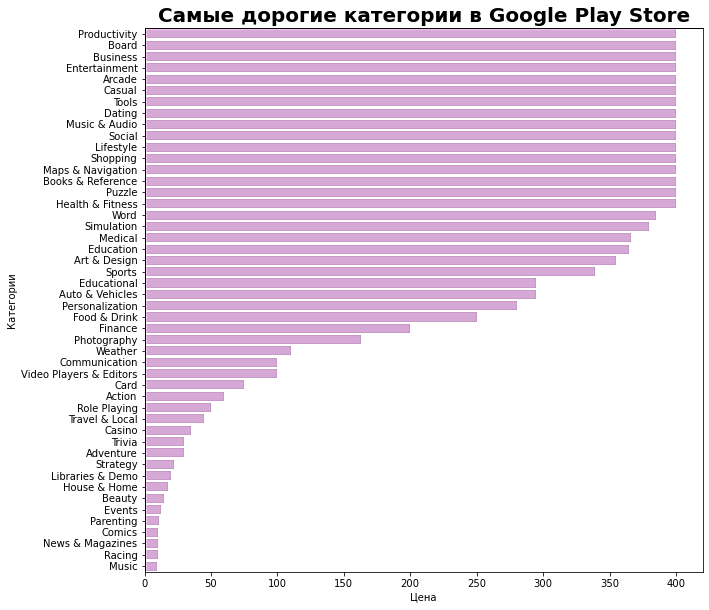 Самые дорогие категории в Google Play Store
Productivity
Board
Business
Entertainment
Arcade
Casual
Tools
Dating
Music & Audio
Social
Lifestyle
Shopping
Maps & Navigation
Books & Reference
Puzzle
Health & Fitness
Word
Simulation
Medical
Education
Art & Design
Sports
Educational
Auto & Vehicles
Personalization
Food & Drink
Finance
Photography
Weather
Communication
Video Players & Editors
Card
Action
Role Playing
Travel & Local
Casino
Trivia
Adventure
Strategy
Libraries & Demo
House & Home
Beauty
Events
Parenting
Comics
News & Magazines
Racing
Music
Категории
0 50 100 150 200 250 300 350 400
Цена